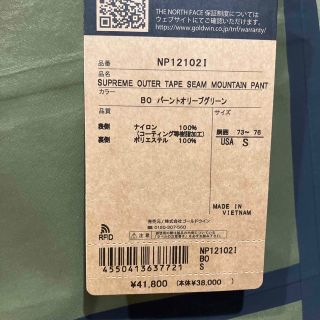 THE NORTH FACE 保証制度については
ウェブサイトにてご確認ください。
https://www.goldwin.co.jp/tnf/warranty/
品番
NP12102I
品名
SUPREME OUTER TAPE SEAM MOUNTAIN PANT
カラー
BO バーントオリーブグリーン
組成
サイズ
表側 ナイロン 100%
(コーティング等樹脂加工)
裏側 ポリエステル 100%
胴囲 73~ 76
USA S
MADE IN
VIETNAM
発売元/株式会社ゴールドウイン
0120-307-560
RFID
NP12102I
BO
S
4550413637721
¥41,800 (本体¥38,000)